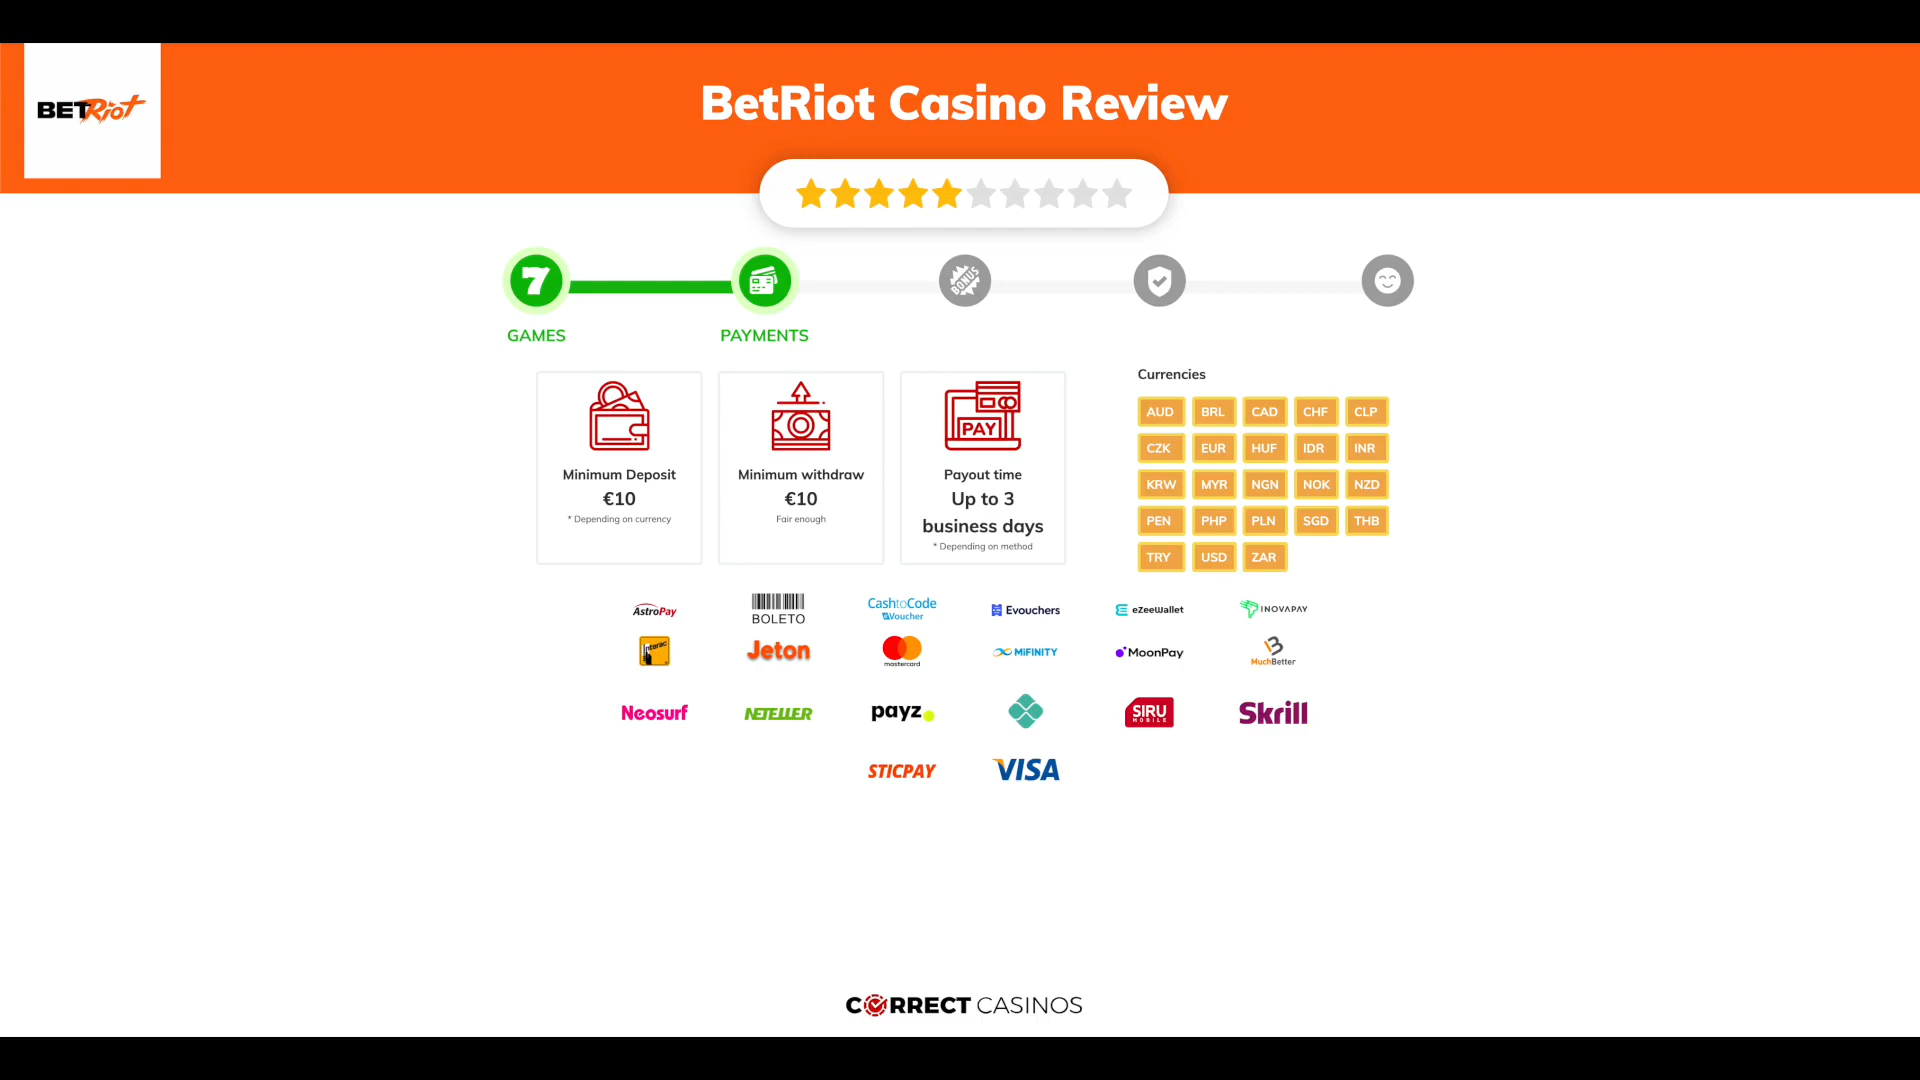 BETRiot
BetRiot Casino Review
7
BONUS
GAMES
PAYMENTS
Minimum Deposit
€10
* Depending on currency
Minimum withdraw
€10
Fair enough
PAY
Payout time
Up to 3
business days
* Depending on method
Currencies
AUD BRL CAD CHF CLP
CZK EUR HUF IDR INR
KRW MYR NGN NOK NZD
PEN PHP PLN SGD THB
TRY USD ZAR
AstroPay
BOLETO
CashtoCode
eVoucher
Evouchers
eZeeWallet
INOVAPAY
Interac
Jeton
mastercard
MiFINITY
MoonPay
MuchBetter
Neosurf
NETELLER
payz
SIRU
MOBILE
Skrill
STICPAY
VISA
CORRECT CASINOS